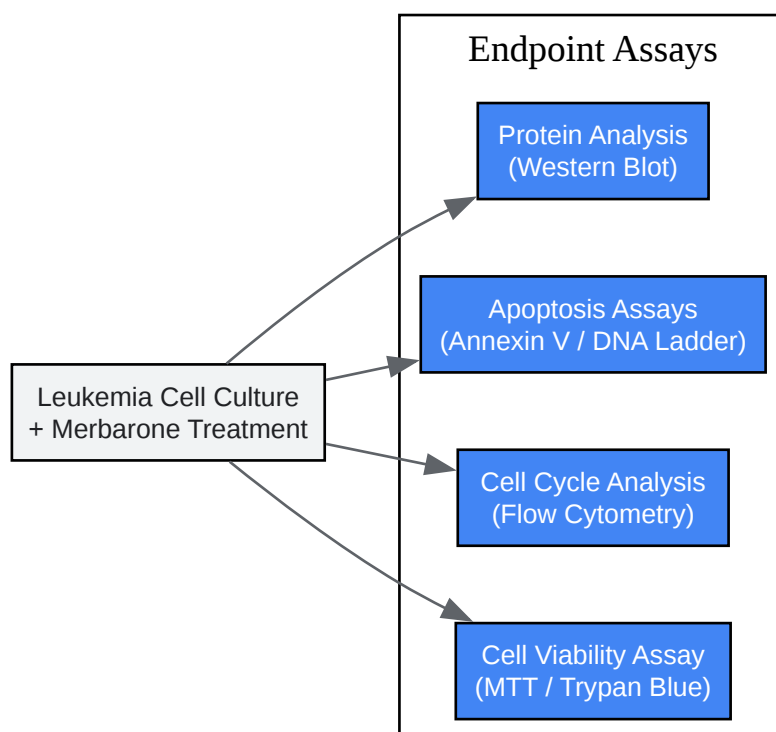 Endpoint Assays
Protein Analysis
(Western Blot)
Apoptosis Assays
(Annexin V / DNA Ladder)
Leukemia Cell Culture
+ Merbarone Treatment
Cell Cycle Analysis
(Flow Cytometry)
Cell Viability Assay
(MTT / Trypan Blue)